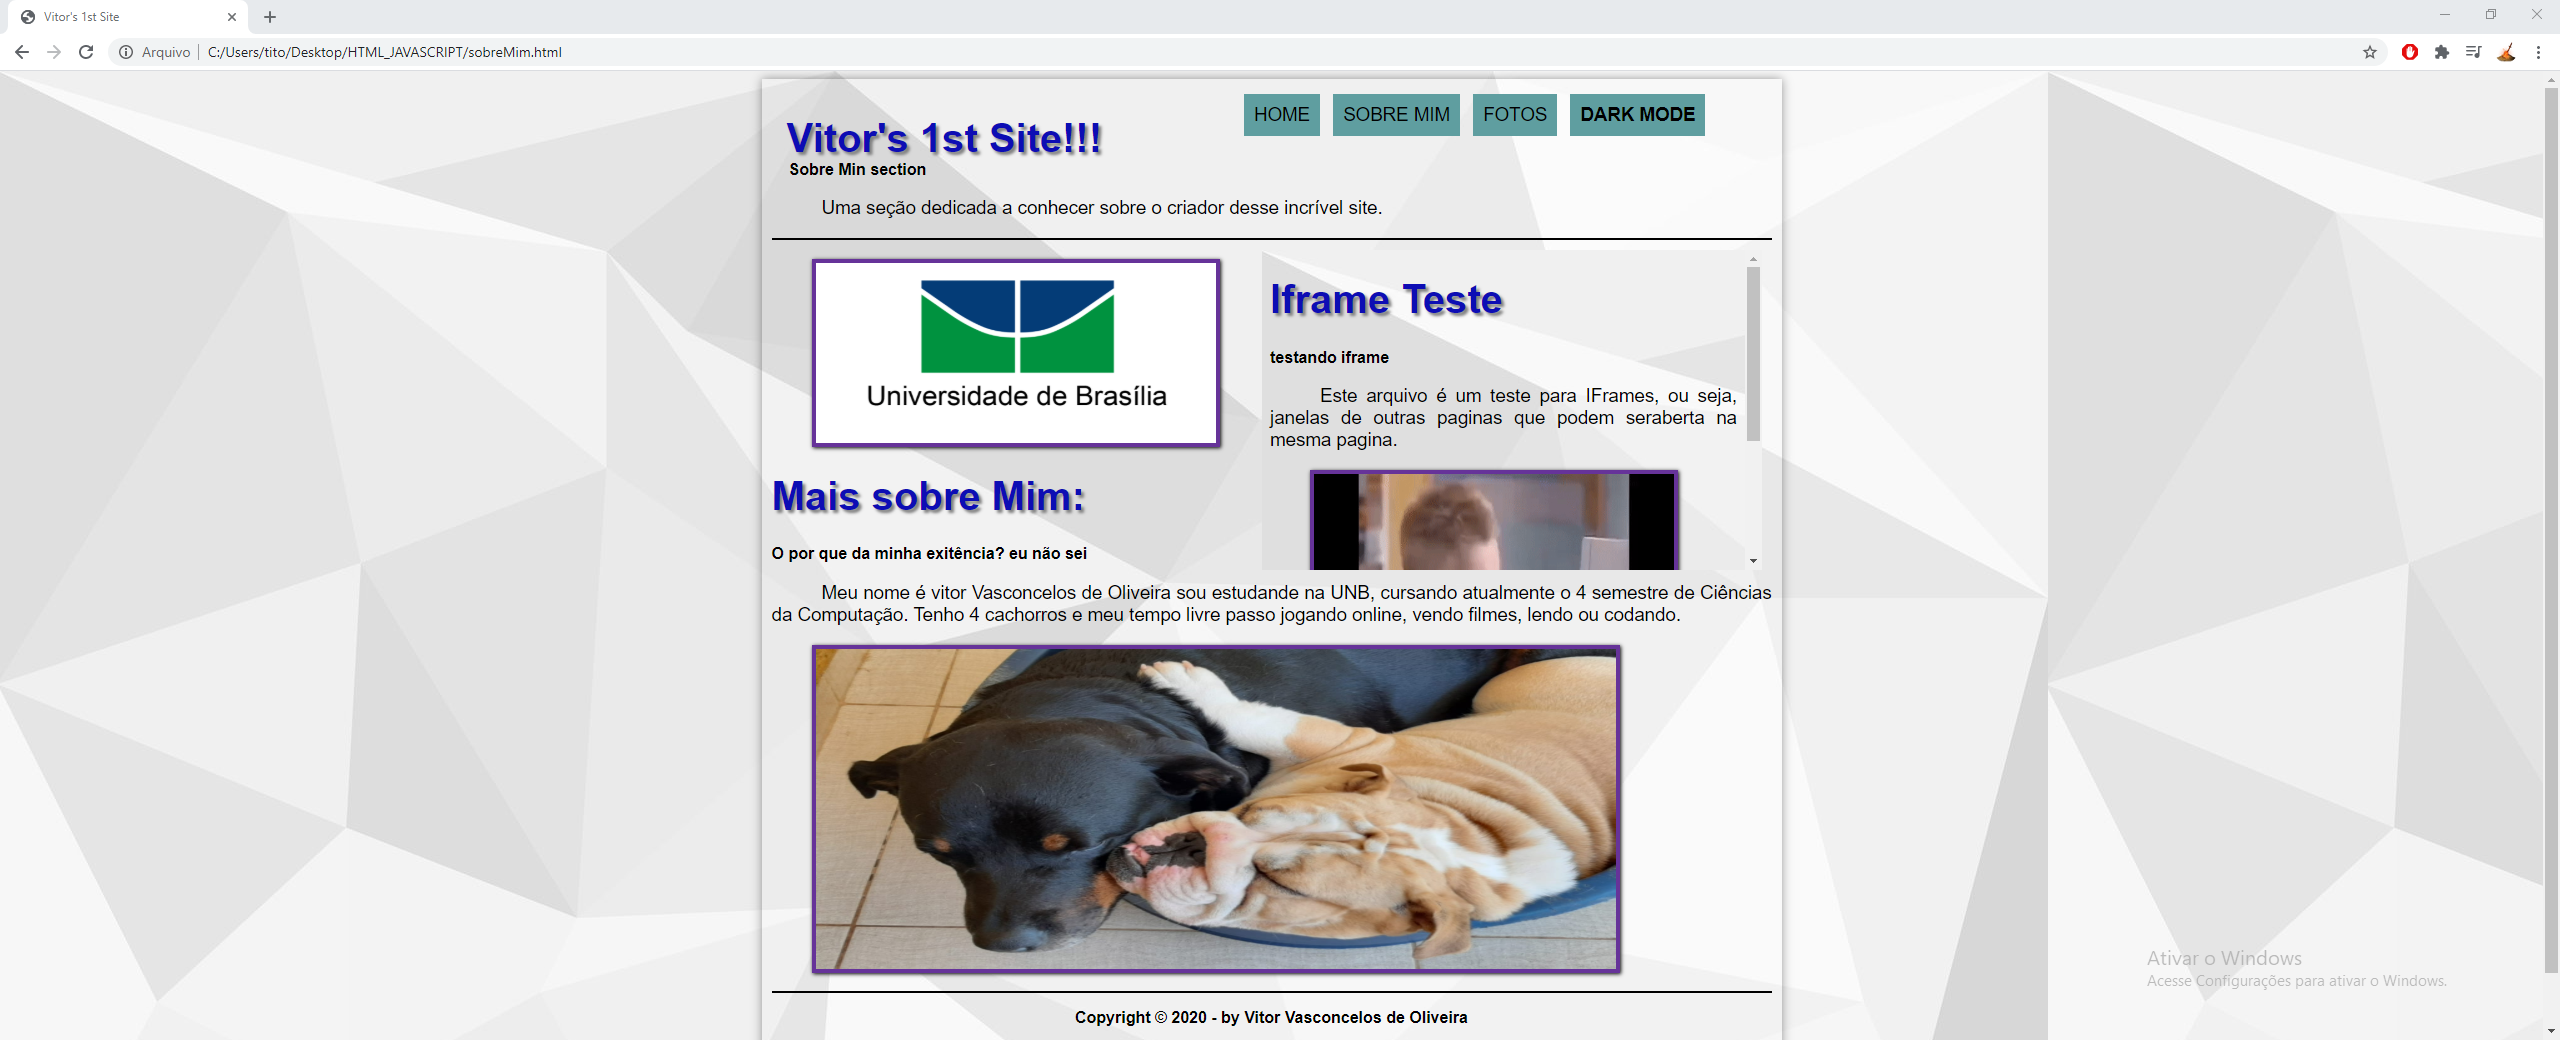 Vitor's 1st Site
Arquivo
C:/Users/tito/Desktop/HTML_JAVASCRIPT/sobreMim.html
HOME
SOBRE MIM
FOTOS
DARK MODE
Vitor's 1st Site!!!
Sobre Min section
Uma seção dedicada a conhecer sobre o criador desse incrível site.
Universidade de Brasília
Iframe Teste
testando iframe
Este arquivo é um teste para IFrames, ou seja,
janelas de outras paginas que podem seraberta na
mesma pagina.
Mais sobre Mim:
O por que da minha exitência? eu não sei
Meu nome é vitor Vasconcelos de Oliveira sou estudande na UNB, cursando atualmente o 4 semestre de Ciências
da Computação. Tenho 4 cachorros e meu tempo livre passo jogando online, vendo filmes, lendo ou codando.
Ativar o Windows
Acesse Configurações para ativar o Windows.
Copyright © 2020 - by Vitor Vasconcelos de Oliveira